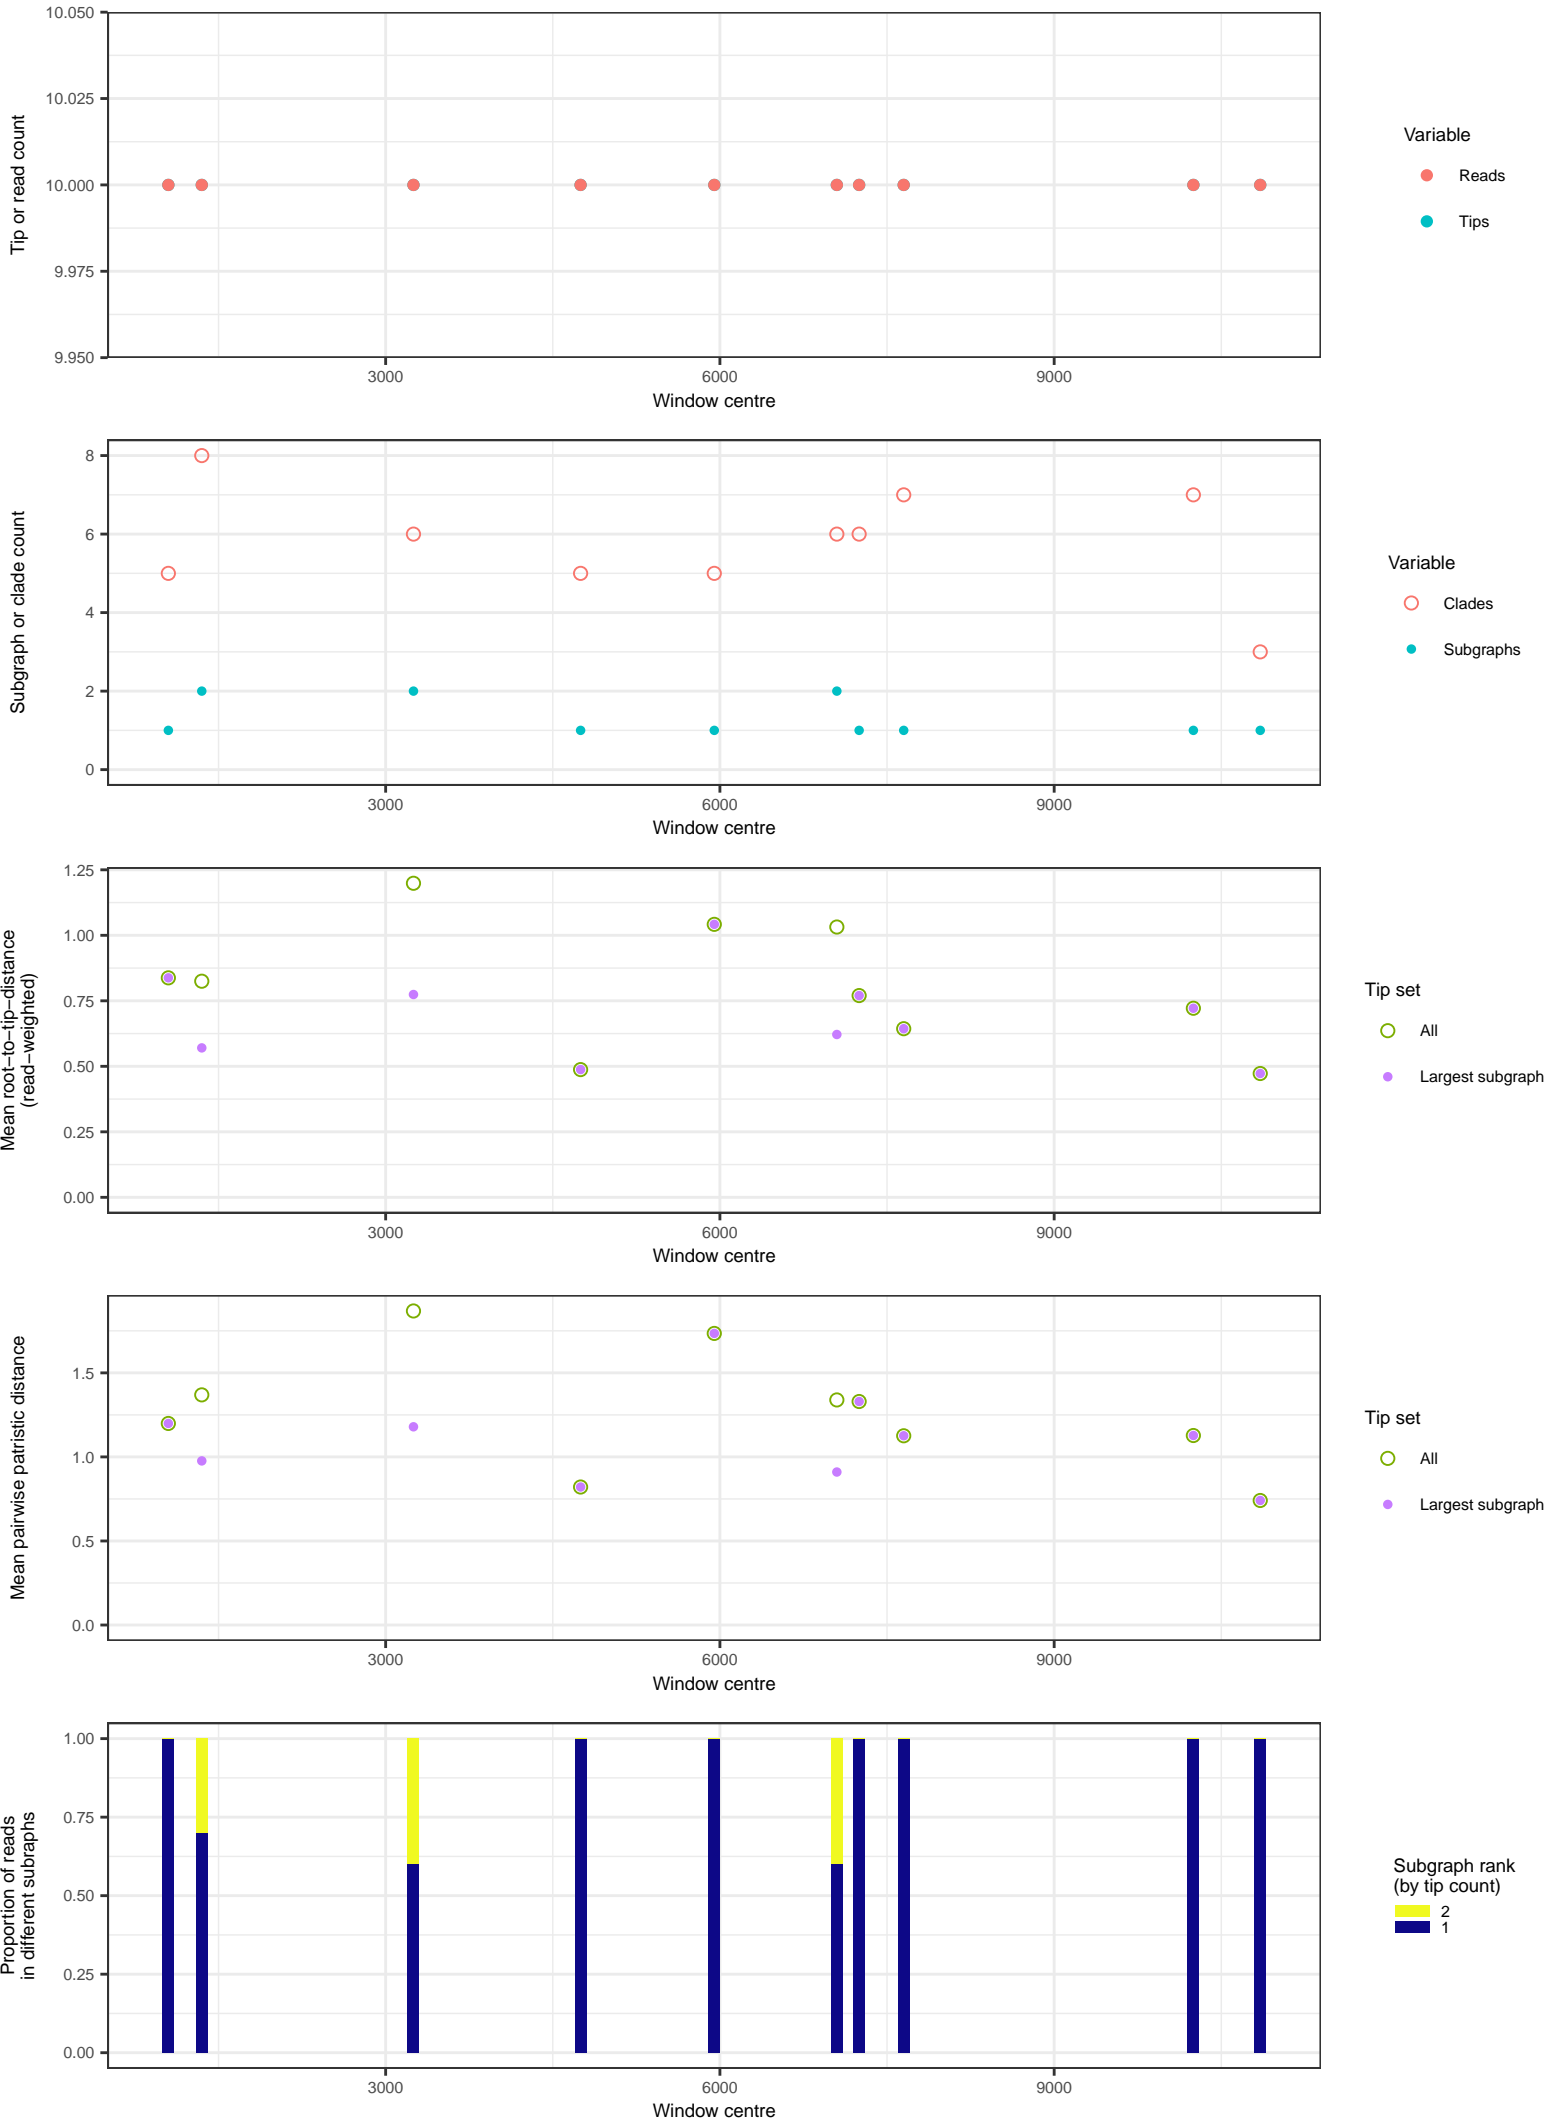 10.050
10.025
10.000
9.975
9.950
Tip or read count
3000
6000
9000
Window centre
Variable
Reads
Tips
8
6
4
2
0
Subgraph or clade count
3000
6000
9000
Window centre
Variable
Clades
Subgraphs
1.25
1.00
0.75
0.50
0.25
0.00
Mean root−to−tip−distance
(read−weighted)
3000
6000
9000
Window centre
Tip set
All
Largest subgraph
1.5
1.0
0.5
0.0
Mean pairwise patristic distance
3000
6000
9000
Window centre
Tip set
All
Largest subgraph
1.00
0.75
0.50
0.25
0.00
Proportion of reads
in different subraphs
3000
6000
9000
Window centre
Subgraph rank
(by tip count)
2
1